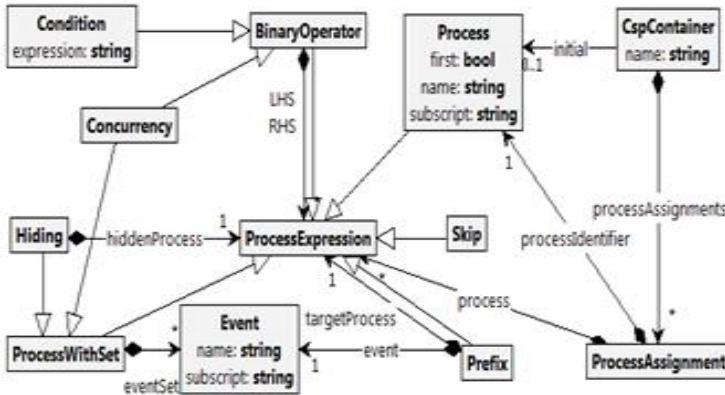 Condition
expression: string
BinaryOperator
Process
first: bool
name: string
subscript: string
CspContainer
name: string
initial
0..1
LHS
RHS
Concurrency
1
processAssignments
Hiding
hiddenProcess
1
ProcessExpression
Skip
processIdentifier
1
*
process
*
ProcessWithSet
*
eventSet
Event
name: string
subscript: string
targetProcess
event
1
Prefix
ProcessAssignment